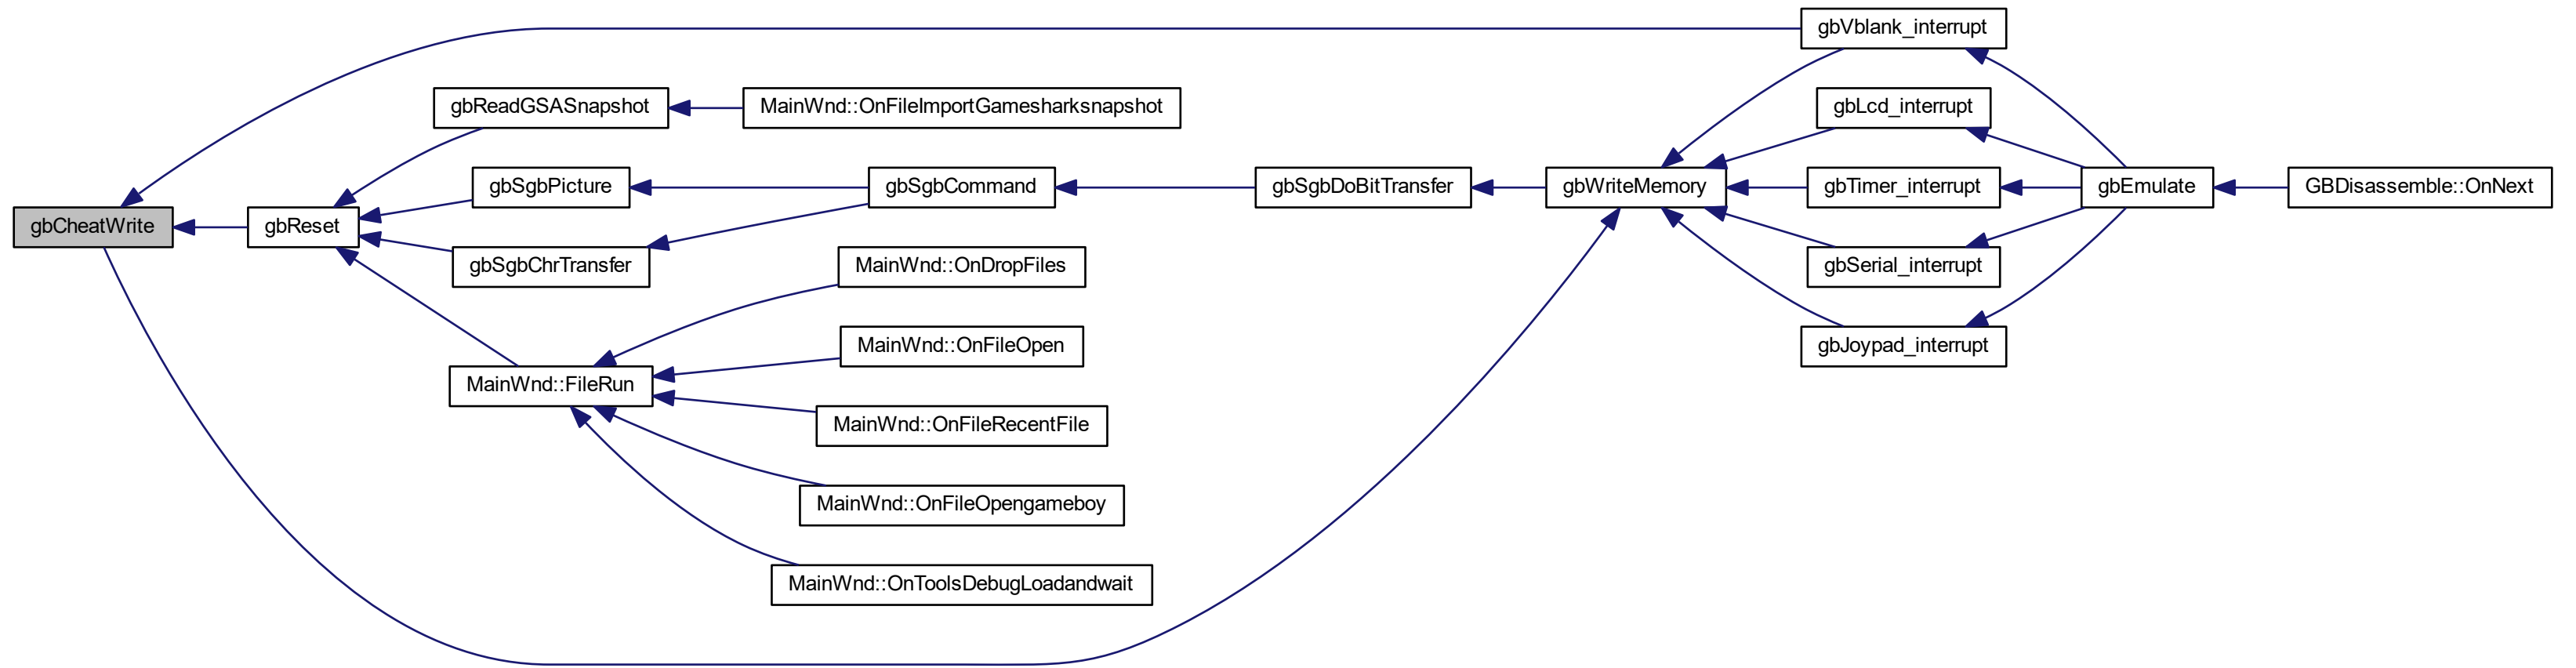 gbVblank_interrupt
gbReadGSASnapshot
MainWnd::OnFileImportGamesharksnapshot
gbLcd_interrupt
gbSgbPicture
gbSgbCommand
gbSgbDoBitTransfer
gbWriteMemory
gbTimer_interrupt
gbEmulate
GBDisassemble::OnNext
gbCheatWrite
gbReset
gbSgbChrTransfer
MainWnd::OnDropFiles
gbSerial_interrupt
MainWnd::OnFileOpen
gbJoypad_interrupt
MainWnd::FileRun
MainWnd::OnFileRecentFile
MainWnd::OnFileOpengameboy
MainWnd::OnToolsDebugLoadandwait